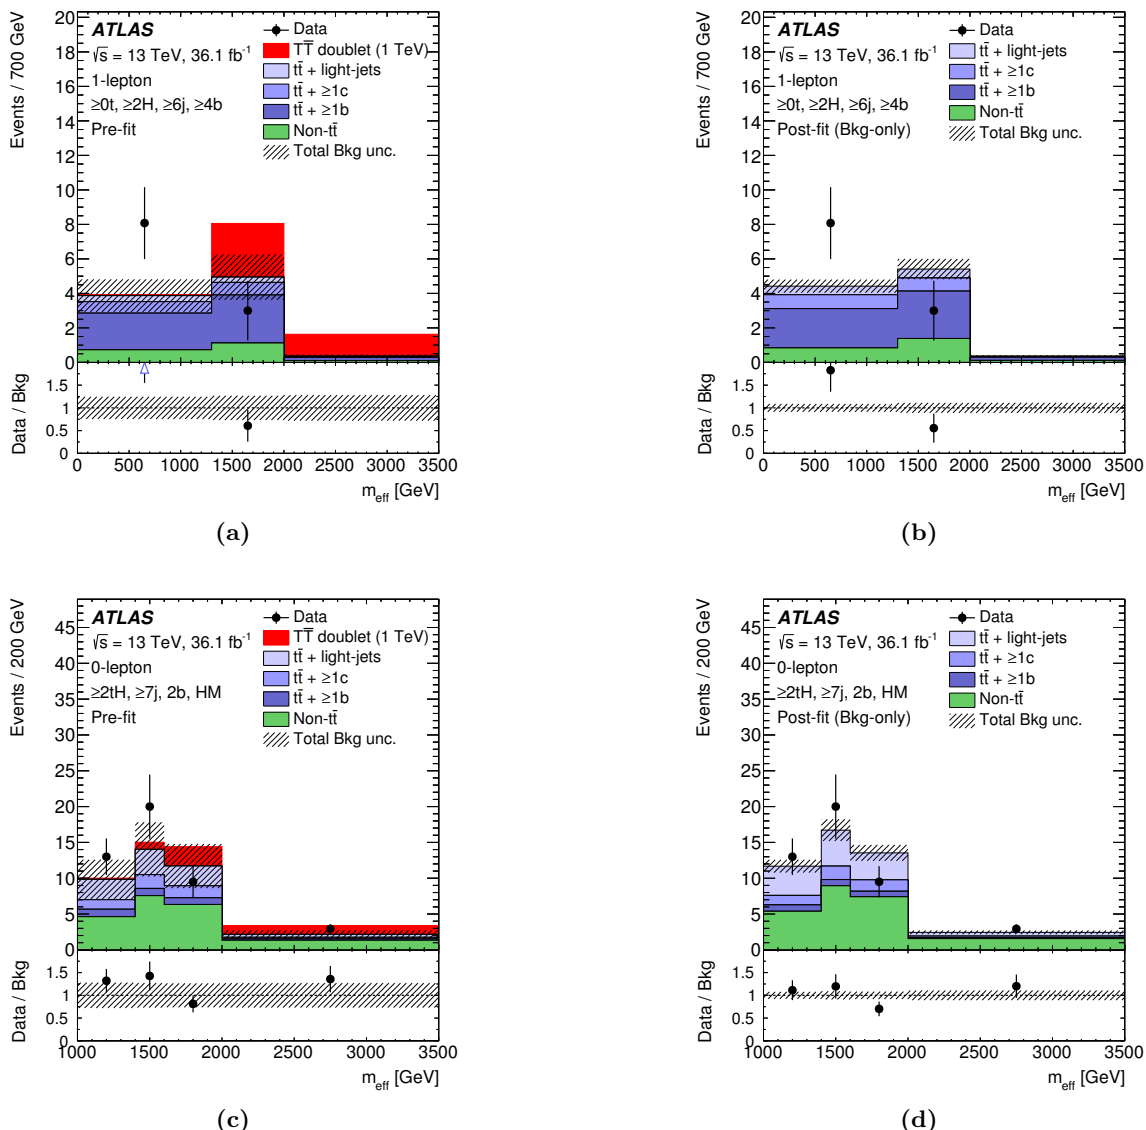 Events / 700 GeV
20
18
16
14
12
10
8
6
4
2
0
ATLAS
√s = 13 TeV, 36.1 fb⁻¹
1-lepton
≥0t, ≥2H, ≥6j, ≥4b
Pre-fit
Data
TT̄ doublet (1 TeV)
tt̄ + light-jets
tt̄ + ≥1c
tt̄ + ≥1b
Non-tt̄
Total Bkg unc.
Data / Bkg
1.5
1
0.5
0
0 500 1000 1500 2000 2500 3000 3500
m_eff [GeV]
(a)
Events / 700 GeV
20
18
16
14
12
10
8
6
4
2
0
ATLAS
√s = 13 TeV, 36.1 fb⁻¹
1-lepton
≥0t, ≥2H, ≥6j, ≥4b
Post-fit (Bkg-only)
Data
tt̄ + light-jets
tt̄ + ≥1c
tt̄ + ≥1b
Non-tt̄
Total Bkg unc.
Data / Bkg
1.5
1
0.5
0
0 500 1000 1500 2000 2500 3000 3500
m_eff [GeV]
(b)
Events / 200 GeV
45
40
35
30
25
20
15
10
5
0
ATLAS
√s = 13 TeV, 36.1 fb⁻¹
0-lepton
≥2tH, ≥7j, 2b, HM
Pre-fit
Data
TT̄ doublet (1 TeV)
tt̄ + light-jets
tt̄ + ≥1c
tt̄ + ≥1b
Non-tt̄
Total Bkg unc.
Data / Bkg
1.5
1
0.5
0
1000 1500 2000 2500 3000 3500
m_eff [GeV]
(c)
Events / 200 GeV
45
40
35
30
25
20
15
10
5
0
ATLAS
√s = 13 TeV, 36.1 fb⁻¹
0-lepton
≥2tH, ≥7j, 2b, HM
Post-fit (Bkg-only)
Data
tt̄ + light-jets
tt̄ + ≥1c
tt̄ + ≥1b
Non-tt̄
Total Bkg unc.
Data / Bkg
1.5
1
0.5
0
1000 1500 2000 2500 3000 3500
m_eff [GeV]
(d)